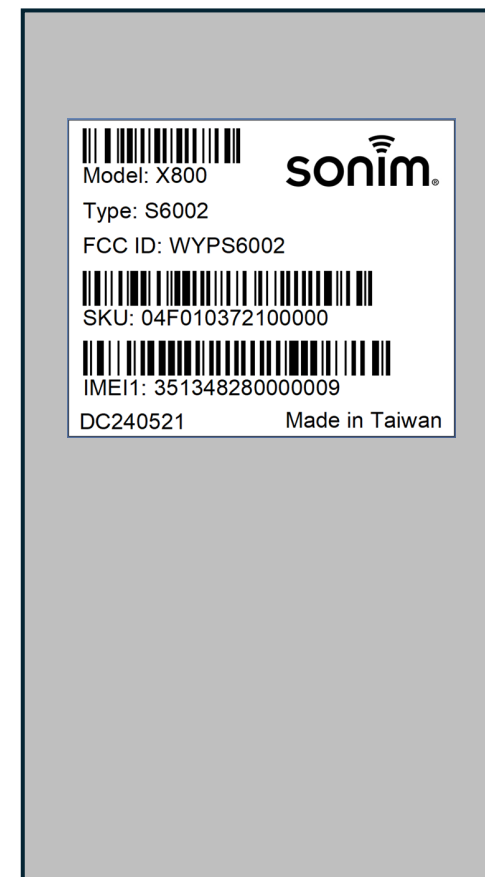 sonim®
Model: X800
Type: S6002
FCC ID: WYPS6002
SKU: 04F010372100000
IMEI1: 351348280000009
DC240521 Made in Taiwan